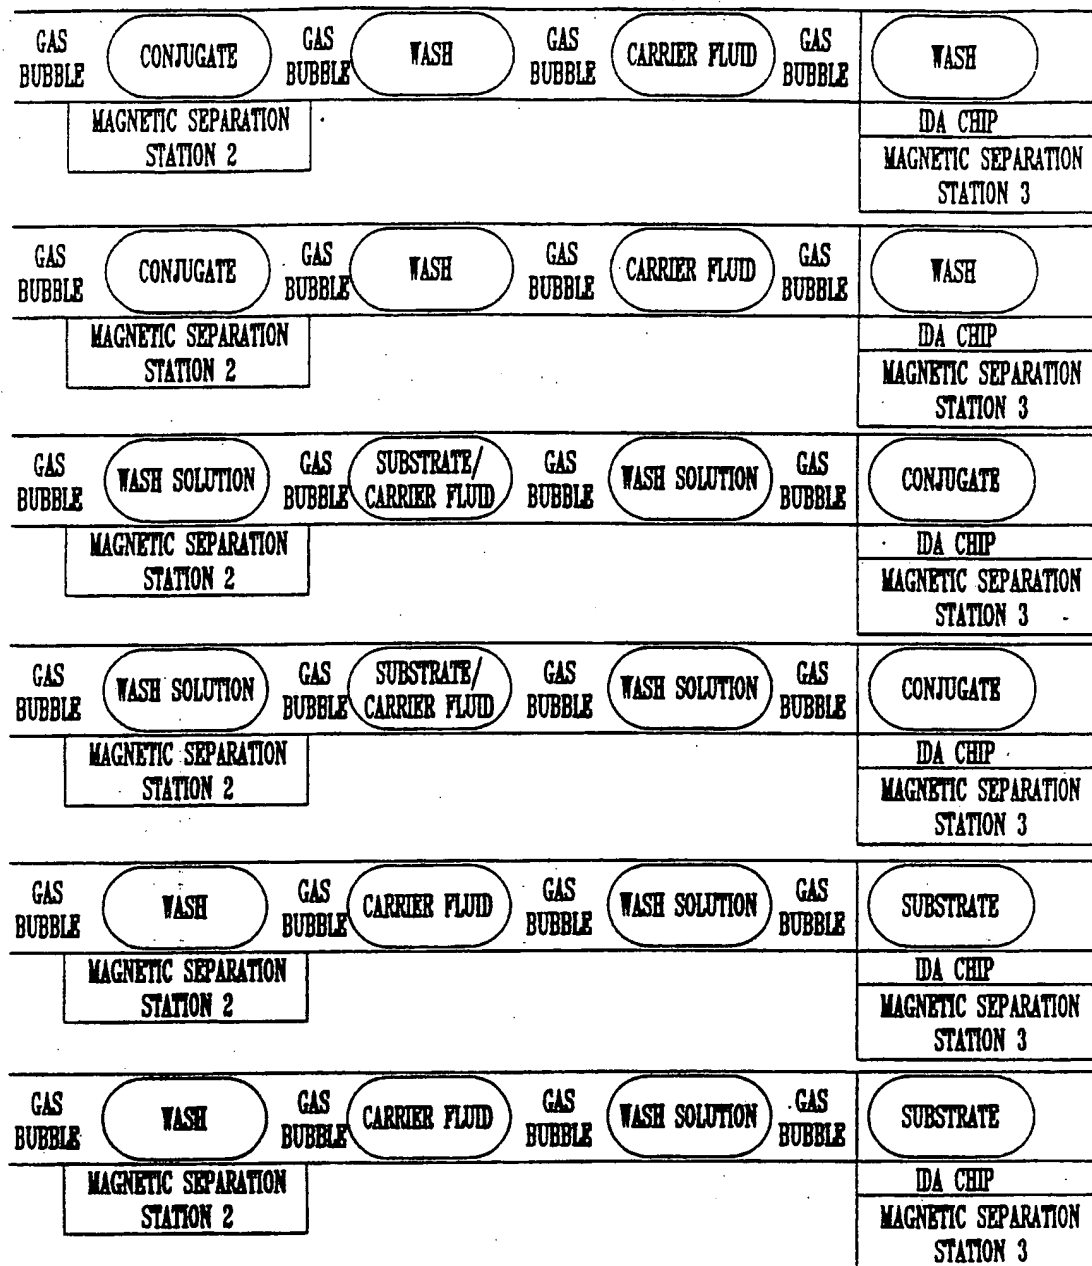 GAS BUBBLE CONJUGATE GAS BUBBLE WASH GAS BUBBLE CARRIER FLUID GAS BUBBLE WASH
MAGNETIC SEPARATION STATION 2
IDA CHIP
MAGNETIC SEPARATION STATION 3
GAS BUBBLE CONJUGATE GAS BUBBLE WASH GAS BUBBLE CARRIER FLUID GAS BUBBLE WASH
MAGNETIC SEPARATION STATION 2
IDA CHIP
MAGNETIC SEPARATION STATION 3
GAS BUBBLE WASH SOLUTION GAS BUBBLE SUBSTRATE/ CARRIER FLUID GAS BUBBLE WASH SOLUTION GAS BUBBLE CONJUGATE
MAGNETIC SEPARATION STATION 2
IDA CHIP
MAGNETIC SEPARATION STATION 3
GAS BUBBLE WASH SOLUTION GAS BUBBLE SUBSTRATE/ CARRIER FLUID GAS BUBBLE WASH SOLUTION GAS BUBBLE CONJUGATE
MAGNETIC SEPARATION STATION 2
IDA CHIP
MAGNETIC SEPARATION STATION 3
GAS BUBBLE WASH GAS BUBBLE CARRIER FLUID GAS BUBBLE WASH SOLUTION GAS BUBBLE SUBSTRATE
MAGNETIC SEPARATION STATION 2
IDA CHIP
MAGNETIC SEPARATION STATION 3
GAS BUBBLE WASH GAS BUBBLE CARRIER FLUID GAS BUBBLE WASH SOLUTION GAS BUBBLE SUBSTRATE
MAGNETIC SEPARATION STATION 2
IDA CHIP
MAGNETIC SEPARATION STATION 3